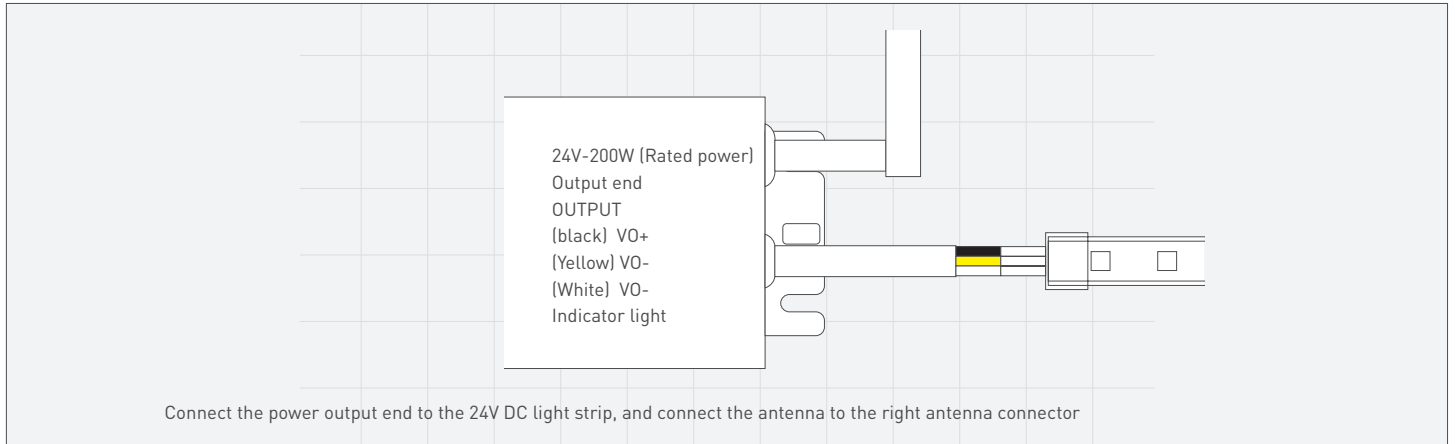 24V-200W (Rated power)
Output end
OUTPUT
(black) VO+
(Yellow) VO-
(White) VO-
Indicator light
Connect the power output end to the 24V DC light strip, and connect the antenna to the right antenna connector